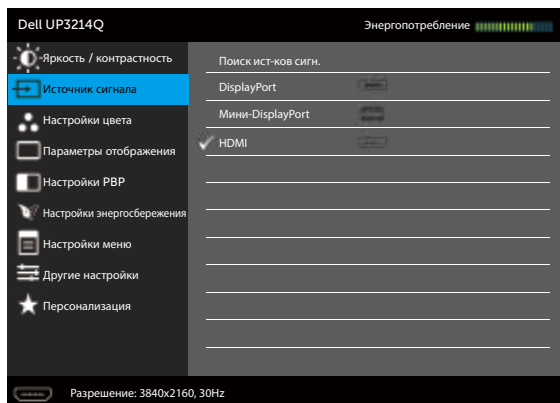 Dell UP3214Q
Энергопотребление
Яркость / контрастность
Источник сигнала
Настройки цвета
Параметры отображения
Настройки PBP
Настройки энергосбережения
Настройки меню
Другие настройки
Персонализация
Поиск ист-ков сигн.
DisplayPort
Мини-DisplayPort
HDMI
Разрешение: 3840x2160, 30Hz